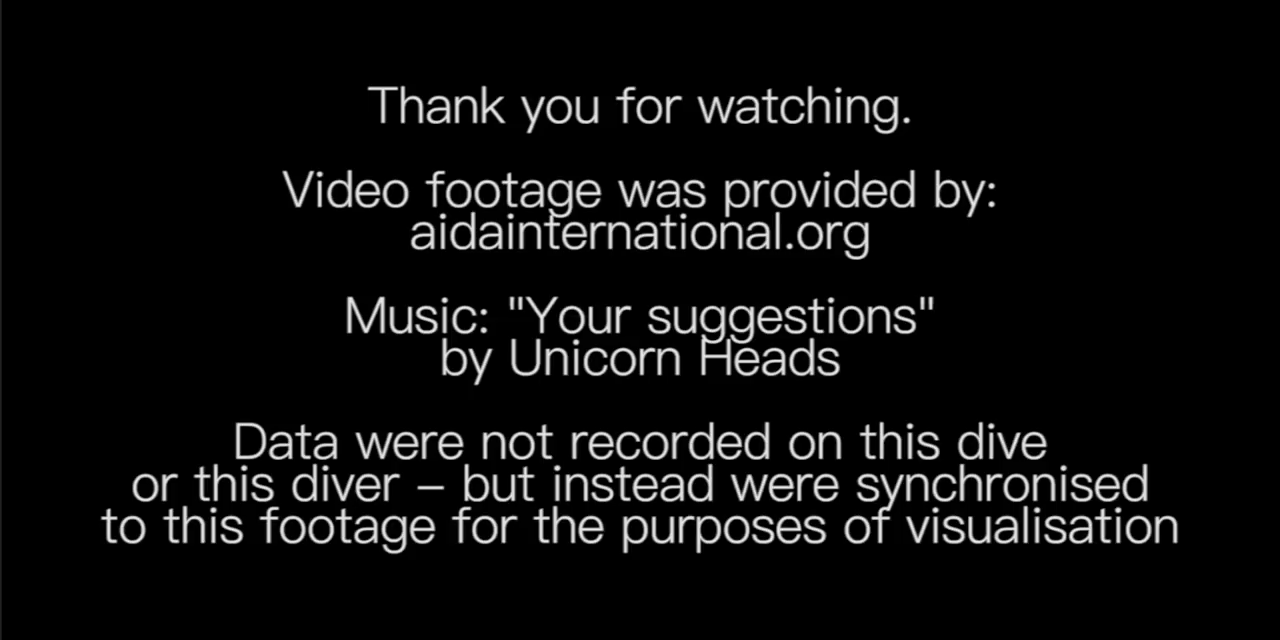 Thank you for watching.
Video footage was provided by:
aidainternational.org
Music: "Your suggestions"
by Unicorn Heads
Data were not recorded on this dive
or this diver – but instead were synchronised
to this footage for the purposes of visualisation